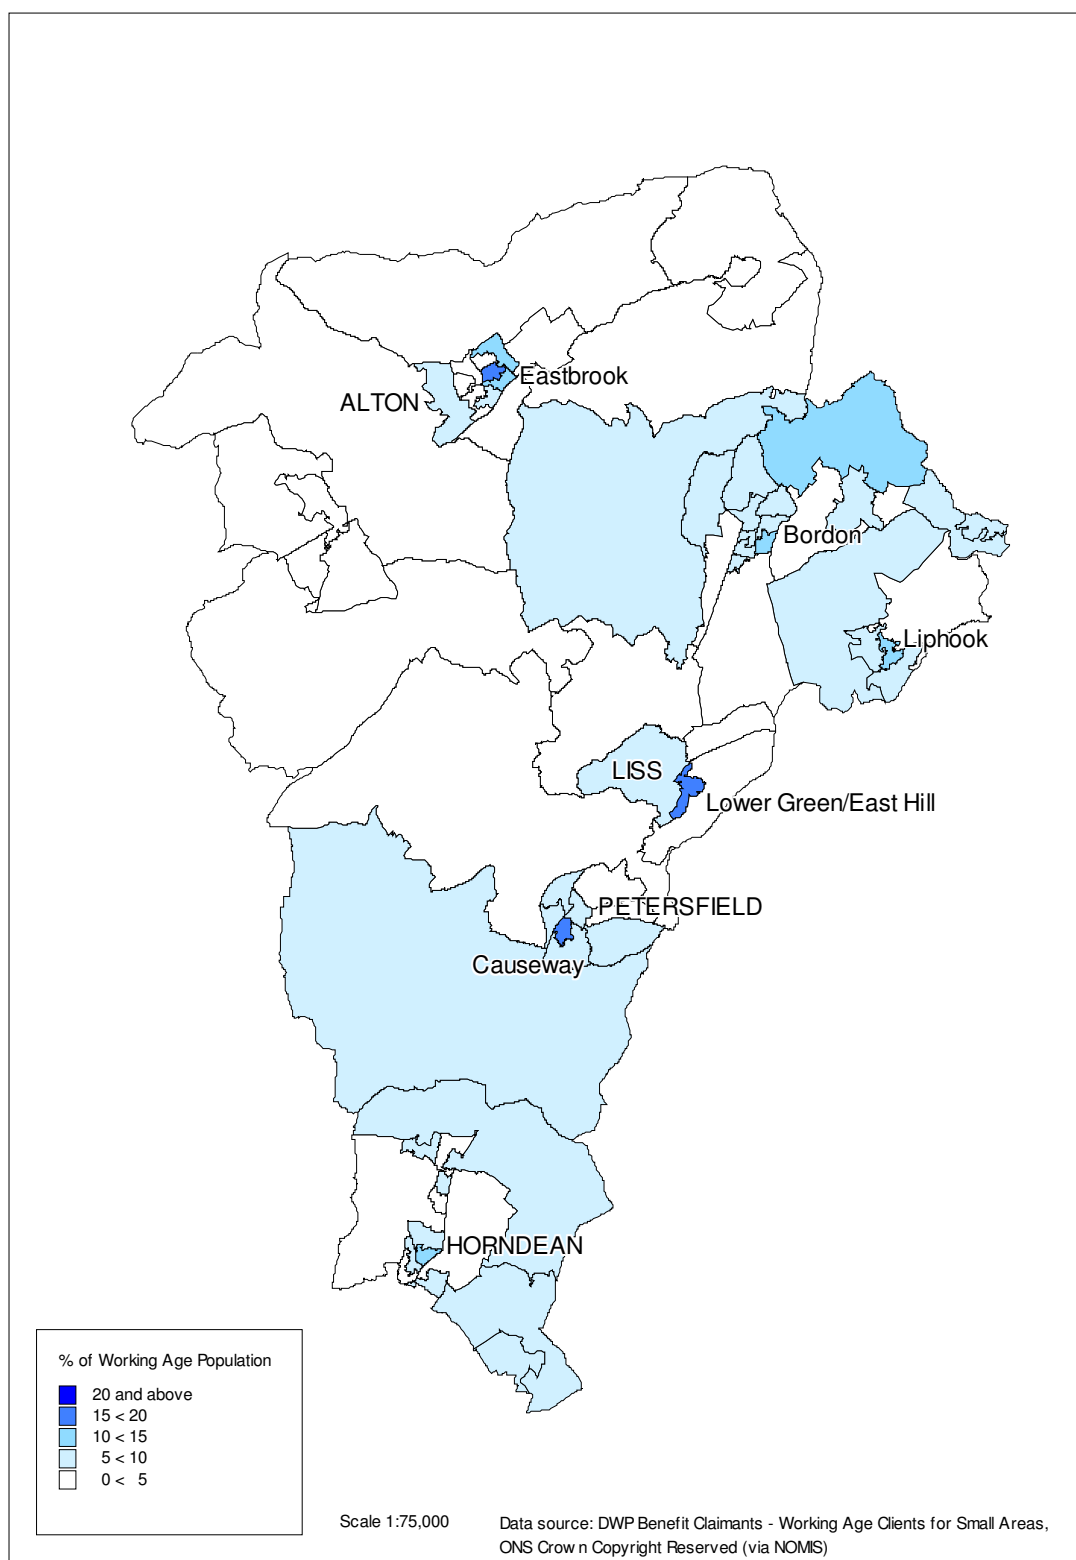 Eastbrook
ALTON
Bordon
Liphook
LISS
Lower Green/East Hill
PETERSFIELD
Causeway
HORNDEAN
% of Working Age Population
20 and above
15 < 20
10 < 15
5 < 10
0 < 5
Scale 1:75,000
Data source: DWP Benefit Claimants - Working Age Clients for Small Areas,
ONS Crown Copyright Reserved (via NOMIS)